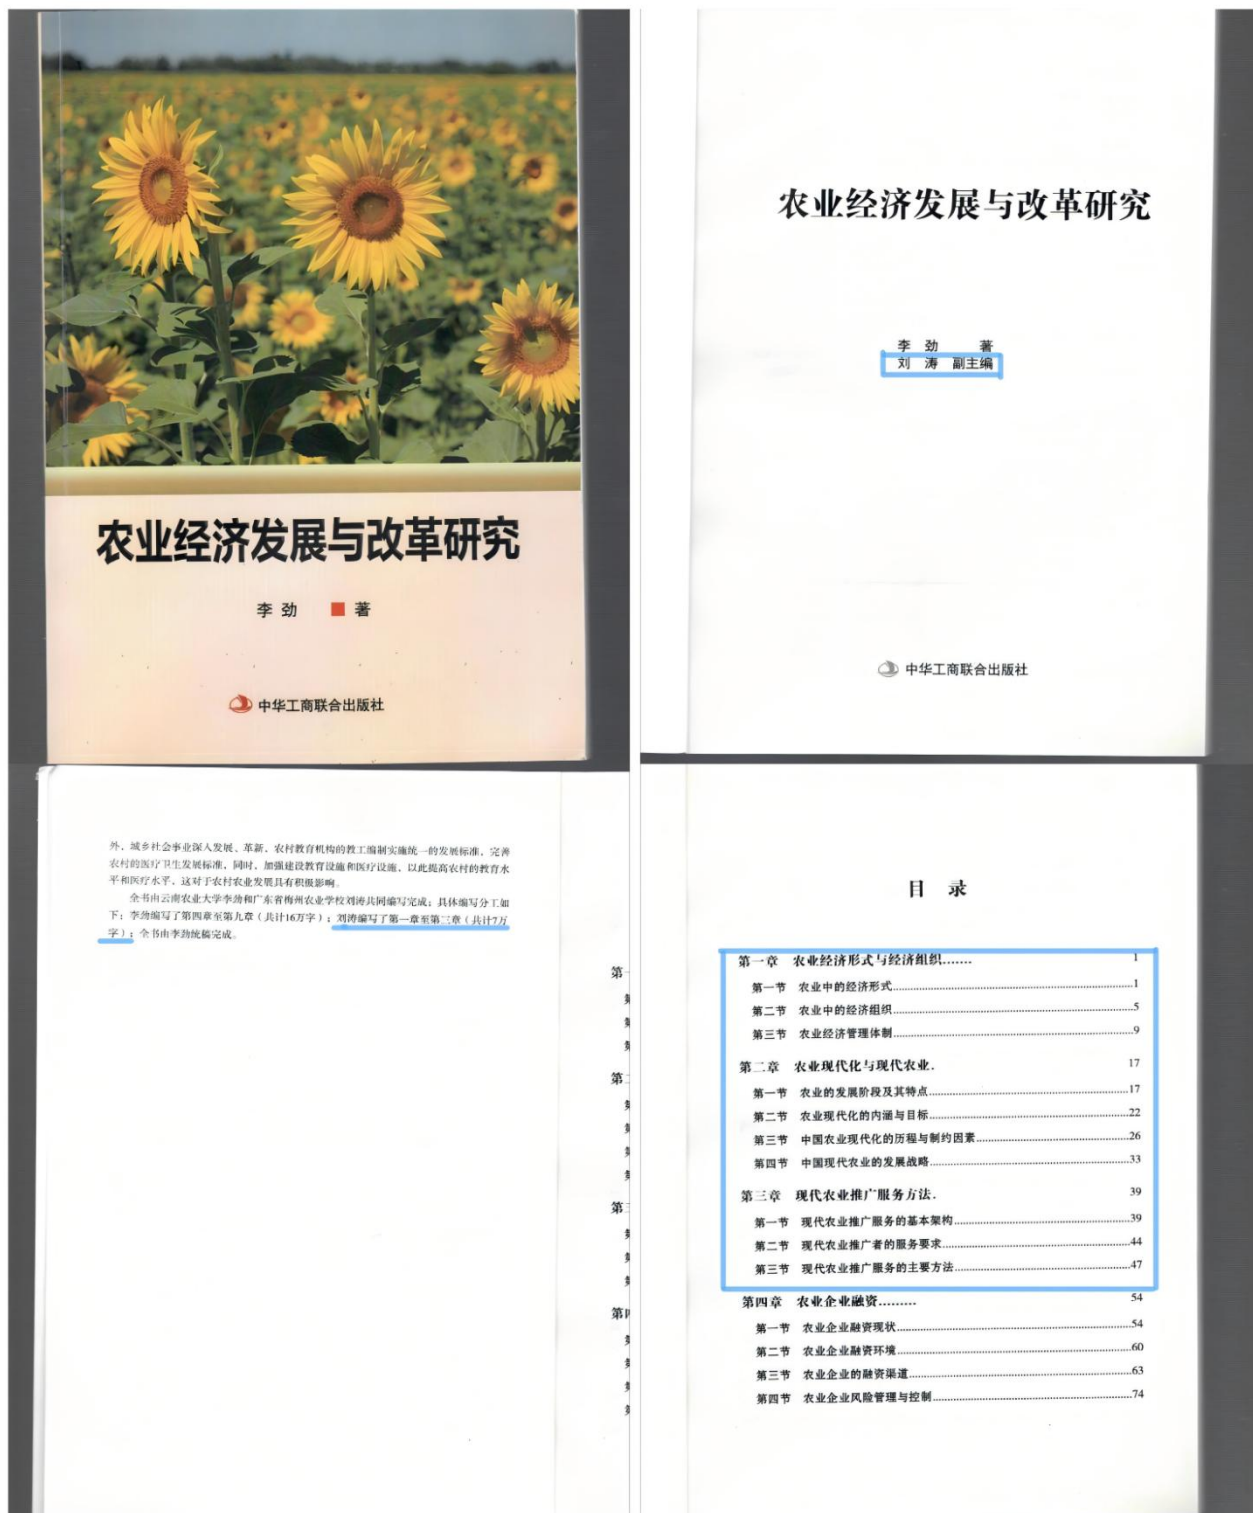 农业经济发展与改革研究
李劲 著
中华工商联合出版社
农业经济发展与改革研究
李劲 著
刘涛 副主编
中华工商联合出版社
外，城乡社会事业深入发展、革新，农村教育机构的教工编制实施统一的发展标准，完善
农村的医疗卫生发展标准，同时，加强建设教育设施和医疗设施，以此提高农村的教育水
平和医疗水平，这对于农村农业发展具有积极影响。
全书由云南农业大学李劲和广东省梅州农业学校刘涛共同编写完成；具体编写分工如
下：李劲编写了第四章至第九章（共计16万字）；刘涛编写了第一章至第三章（共计7万
字）；全书由李劲统稿完成。
目 录
第一章 农业经济形式与经济组织.......1
第一节 农业中的经济形式.......1
第二节 农业中的经济组织.......5
第三节 农业经济管理体制.......9
第二章 农业现代化与现代农业. 17
第一节 农业的发展阶段及其特点.......17
第二节 农业现代化的内涵与目标.......22
第三节 中国农业现代化的历程与制约因素.......26
第四节 中国现代农业的发展战略.......33
第三章 现代农业推广服务方法. 39
第一节 现代农业推广服务的基本架构.......39
第二节 现代农业推广者的服务要求.......44
第三节 现代农业推广服务的主要方法.......47
第四章 农业企业融资.........54
第一节 农业企业融资现状.......54
第二节 农业企业融资环境.......60
第三节 农业企业的融资渠道.......63
第四节 农业企业风险管理与控制.......74